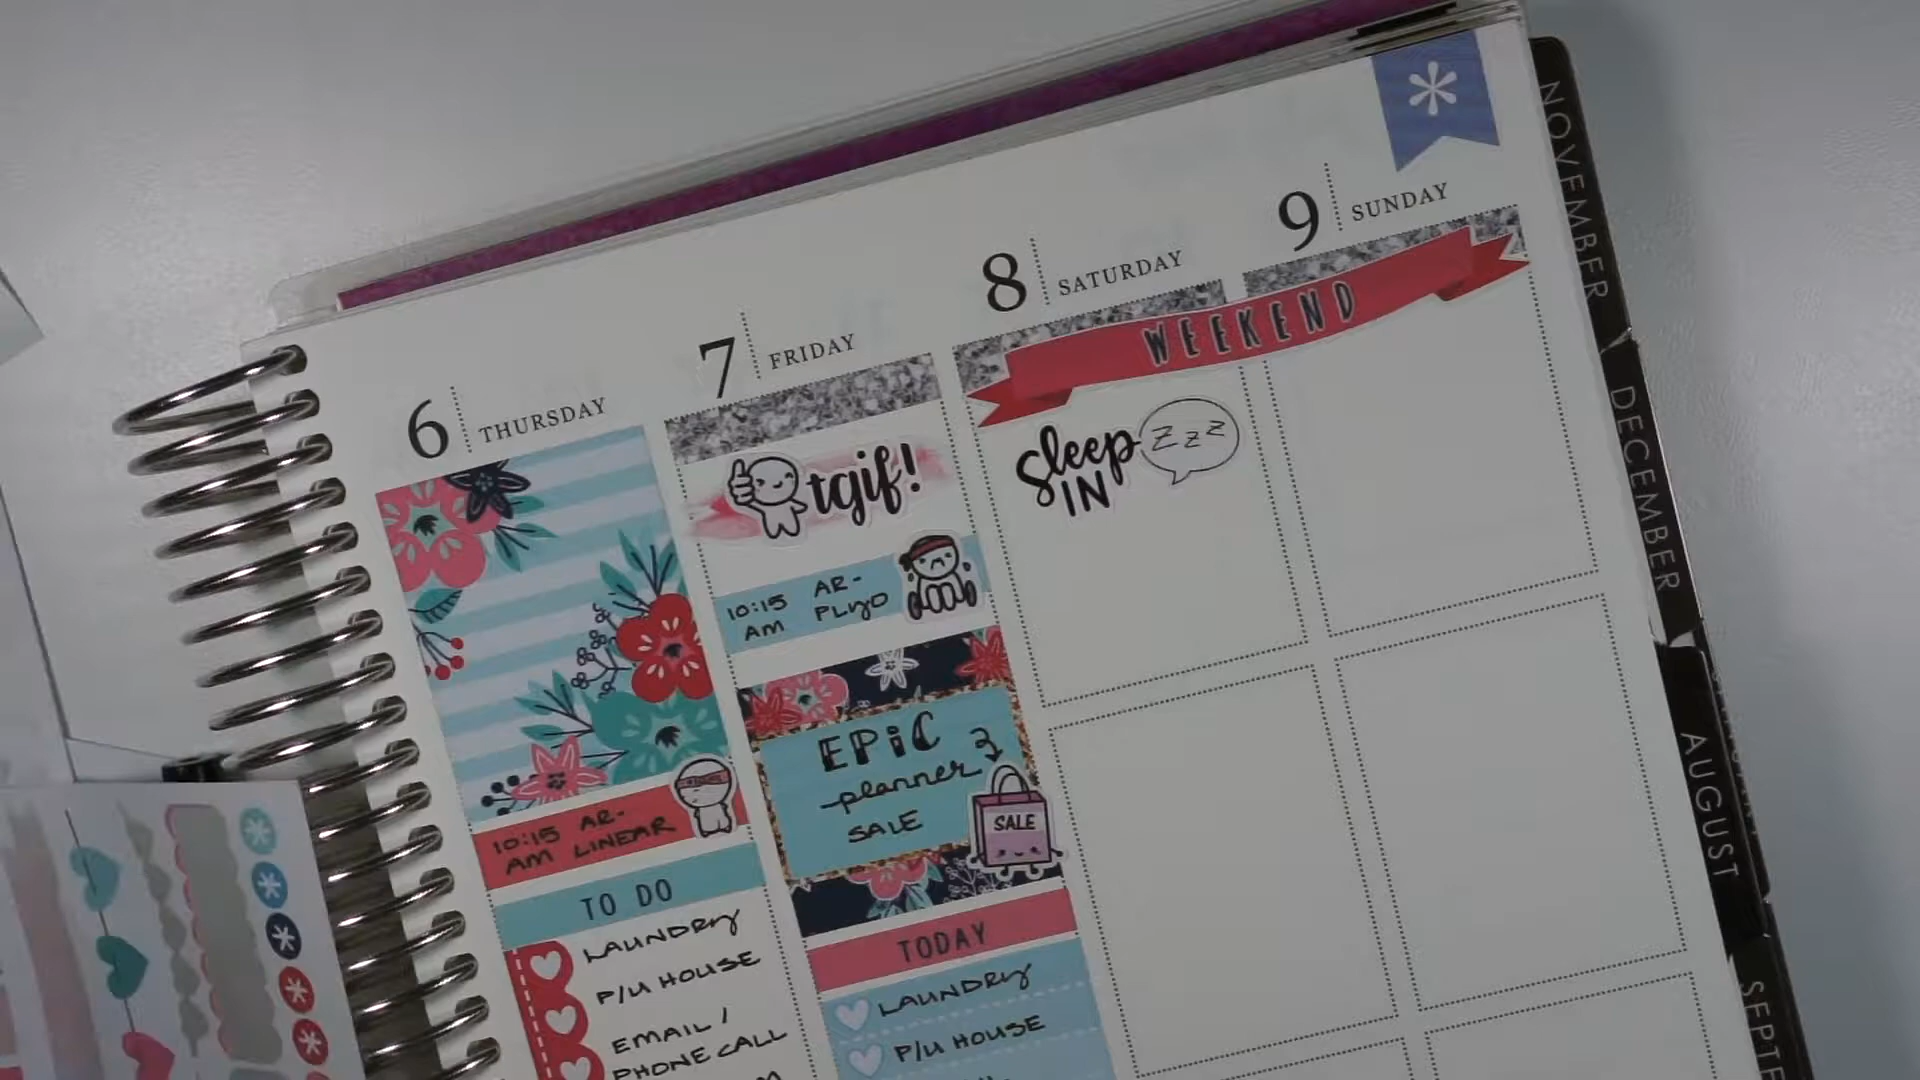 6 THURSDAY
10:15 AR-
AM LINEAR
TO DO
LAUNDRY
P/U HOUSE
EMAIL /
PHONE CALL
7 FRIDAY
tgif!
10:15 AR-
AM PLYO
EPiC
planner
SALE
SALE
TODAY
LAUNDRY
P/U HOUSE
8 SATURDAY
9 SUNDAY
WEEKEND
Sleep
IN
Z z z
NOVEMBER
DECEMBER
AUGUST
SEPTE